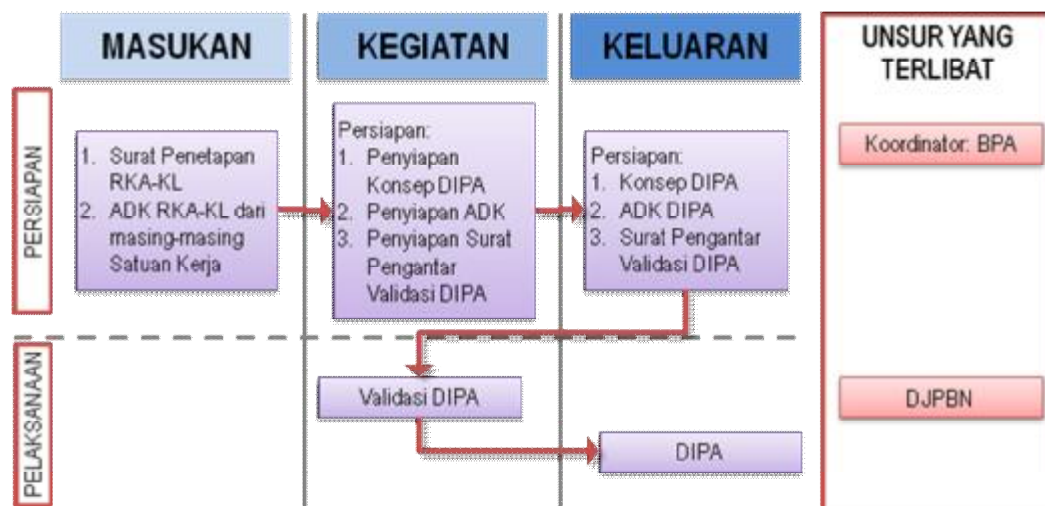 MASUKAN
KEGIATAN
KELUARAN
UNSUR YANG
TERLIBAT
PERSIAPAN
1. Surat Penetapan
RKA-KL
2. ADK RKA-KL dari
masing-masing
Satuan Kerja
Persiapan:
1. Penyiapan
Konsep DIPA
2. Penyiapan ADK
3. Penyiapan Surat
Pengantar
Validasi DIPA
Persiapan:
1. Konsep DIPA
2. ADK DIPA
3. Surat Pengantar
Validasi DIPA
Koordinator: BPA
PELAKSANAAN
Validasi DIPA
DIPA
DJPBN